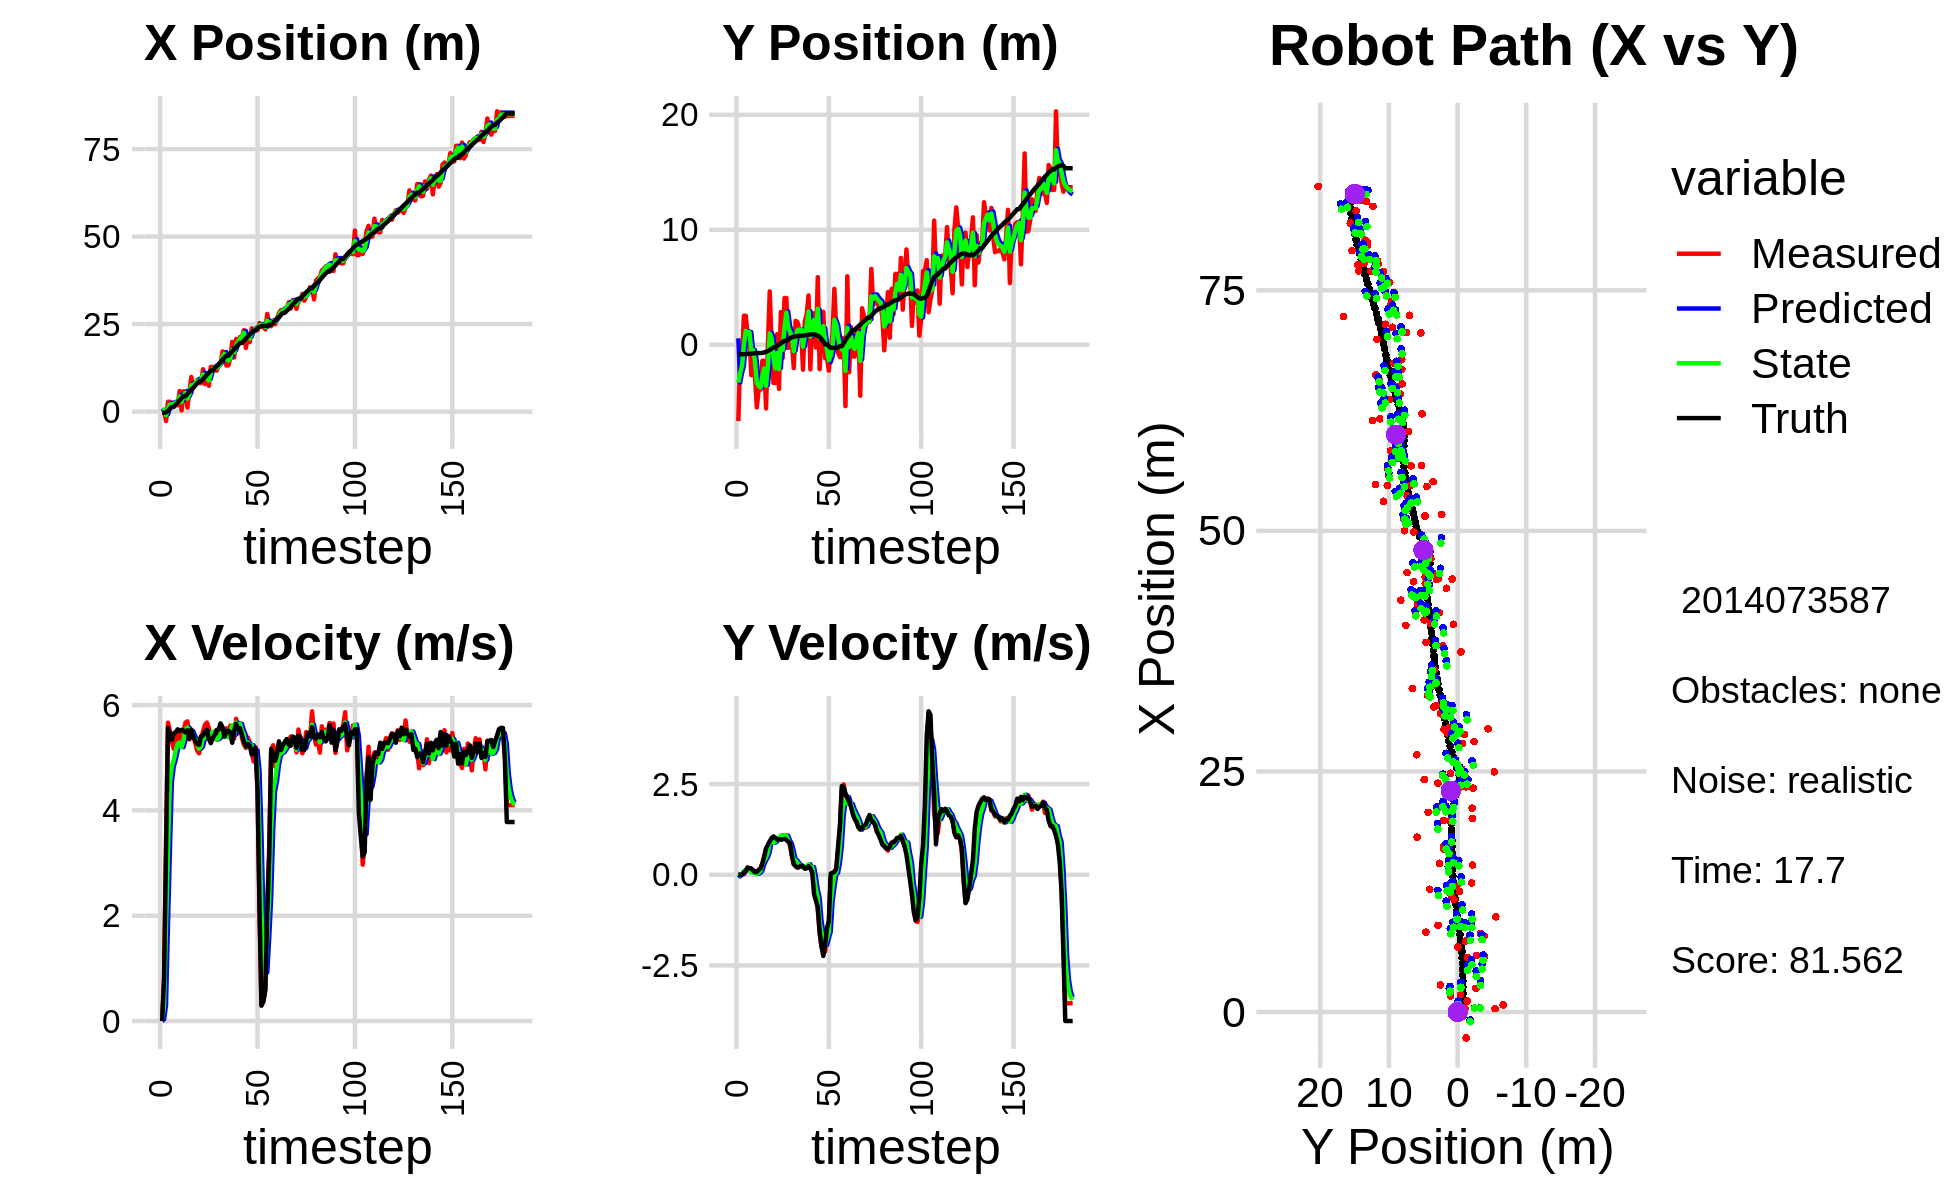 X Position (m)
75
50
25
0
0
50
100
150
timestep
Y Position (m)
20
10
0
0
50
100
150
timestep
X Velocity (m/s)
6
4
2
0
0
50
100
150
timestep
Y Velocity (m/s)
2.5
0.0
-2.5
0
50
100
150
timestep
Robot Path (X vs Y)
X Position (m)
75
50
25
0
20 10 0 -10 -20
Y Position (m)
variable
Measured
Predicted
State
Truth
2014073587
Obstacles: none
Noise: realistic
Time: 17.7
Score: 81.562